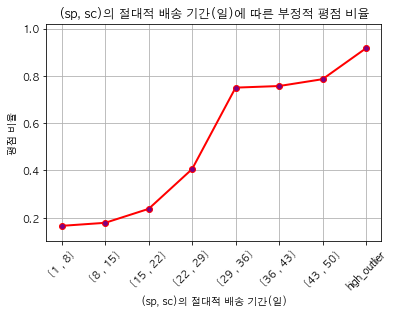 (sp, sc)의 절대적 배송 기간(일)에 따른 부정적 평점 비율
1.0
0.8
0.6
0.4
0.2
평점 비율
(1 , 8)
(8 , 15)
(15 , 22)
(22 , 29)
(29 , 36)
(36 , 43)
(43 , 50)
hgh_outlier
(sp, sc)의 절대적 배송 기간(일)